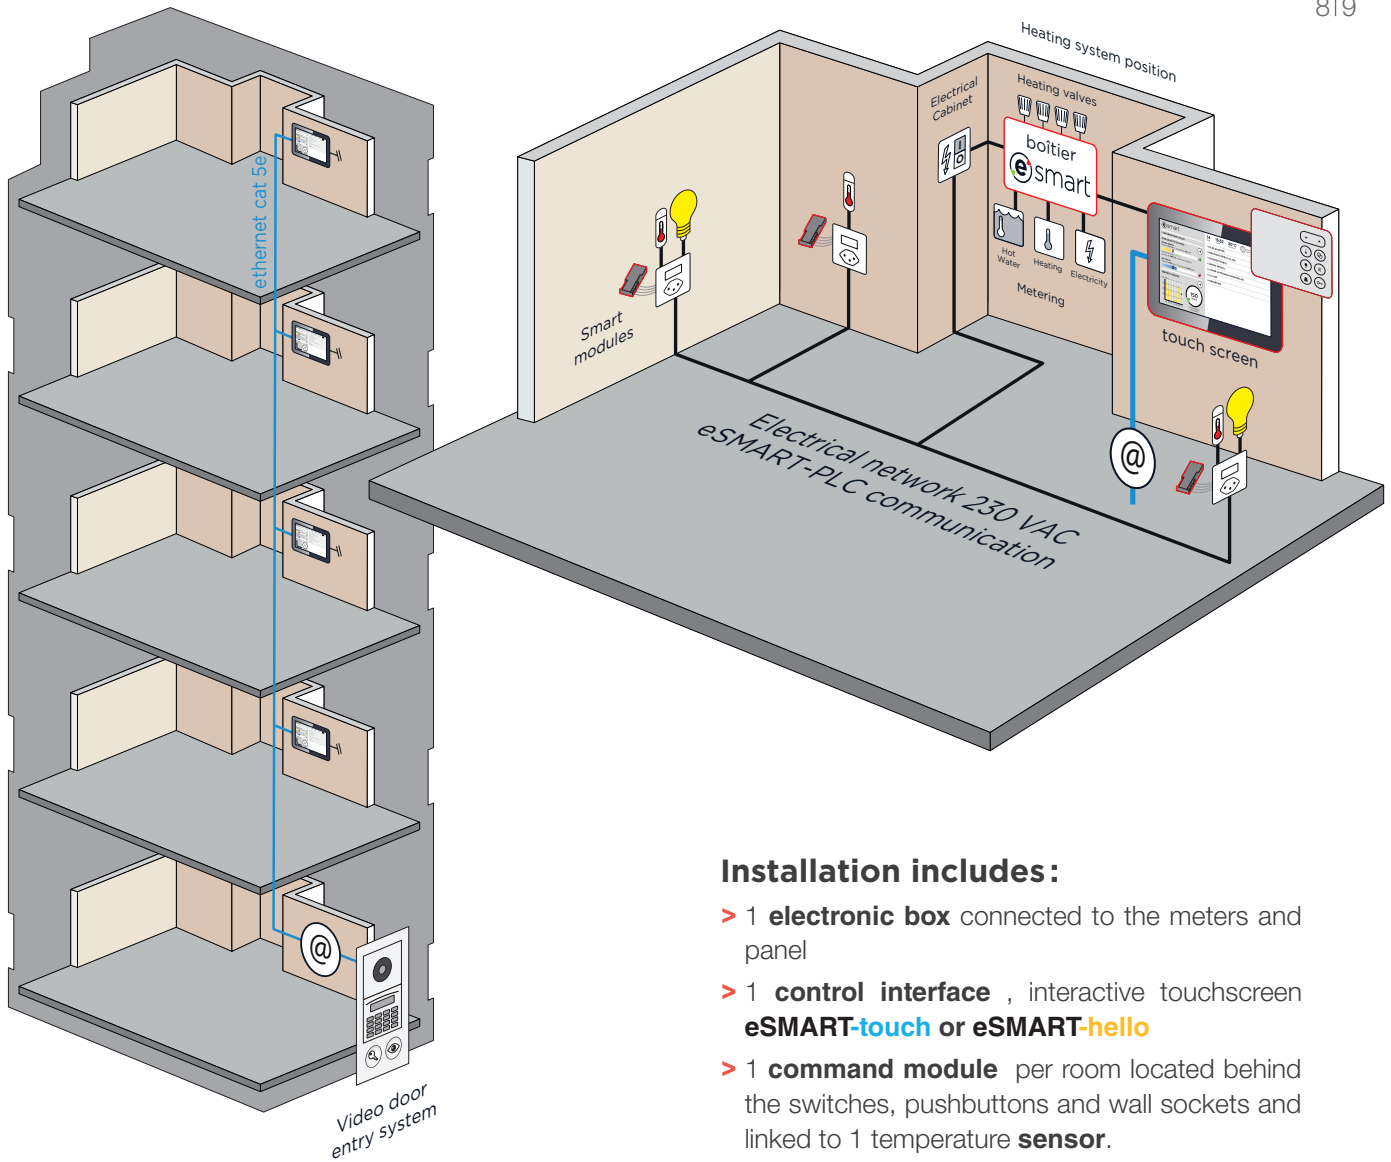 8|9
Heating system position
Electrical
Cabinet
Heating valves
boîtier
esmart
Hot
Water
Heating
Electricity
Metering
touch screen
Smart
modules
Electrical network 230 VAC
eSMART-PLC communication
@
ethernet cat 5e
@
Video door
entry system
Installation includes:
> 1 electronic box connected to the meters and
panel
> 1 control interface , interactive touchscreen
eSMART-touch or eSMART-hello
> 1 command module per room located behind
the switches, pushbuttons and wall sockets and
linked to 1 temperature sensor.